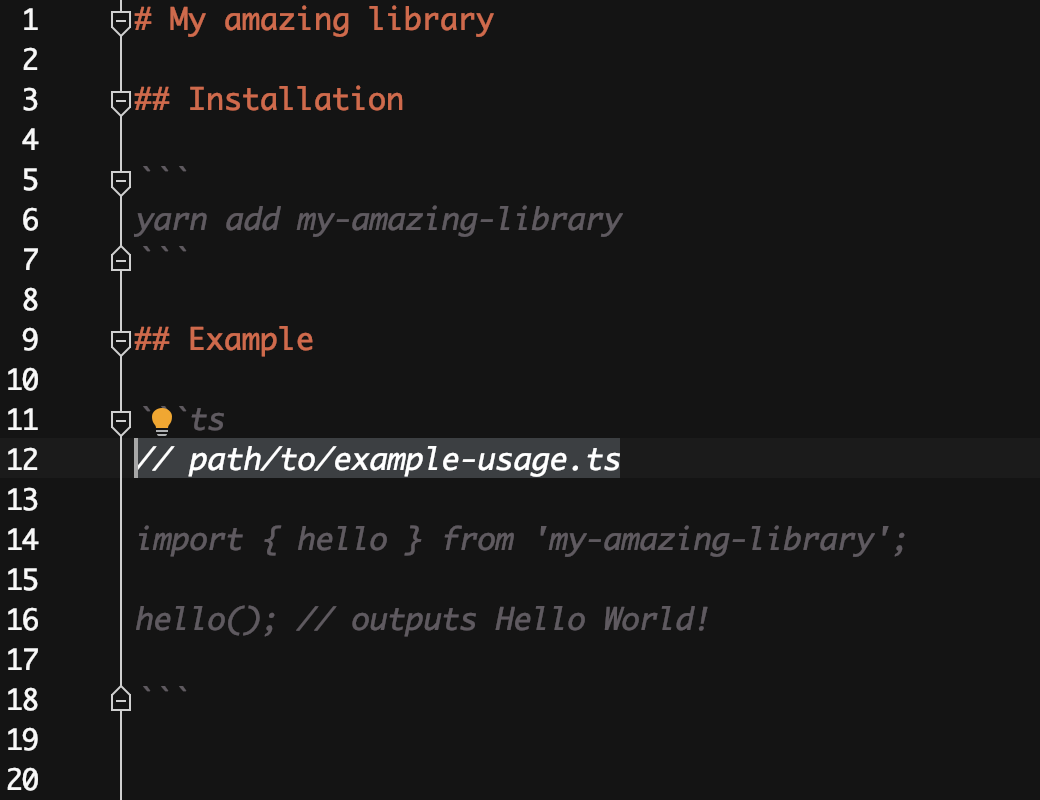 1 # My amazing library
2
3 ## Installation
4
5 ```
6 yarn add my-amazing-library
7 ```
8
9 ## Example
10
11 ```ts
12 // path/to/example-usage.ts
13
14 import { hello } from 'my-amazing-library';
15
16 hello(); // outputs Hello World!
17
18 ```
19
20